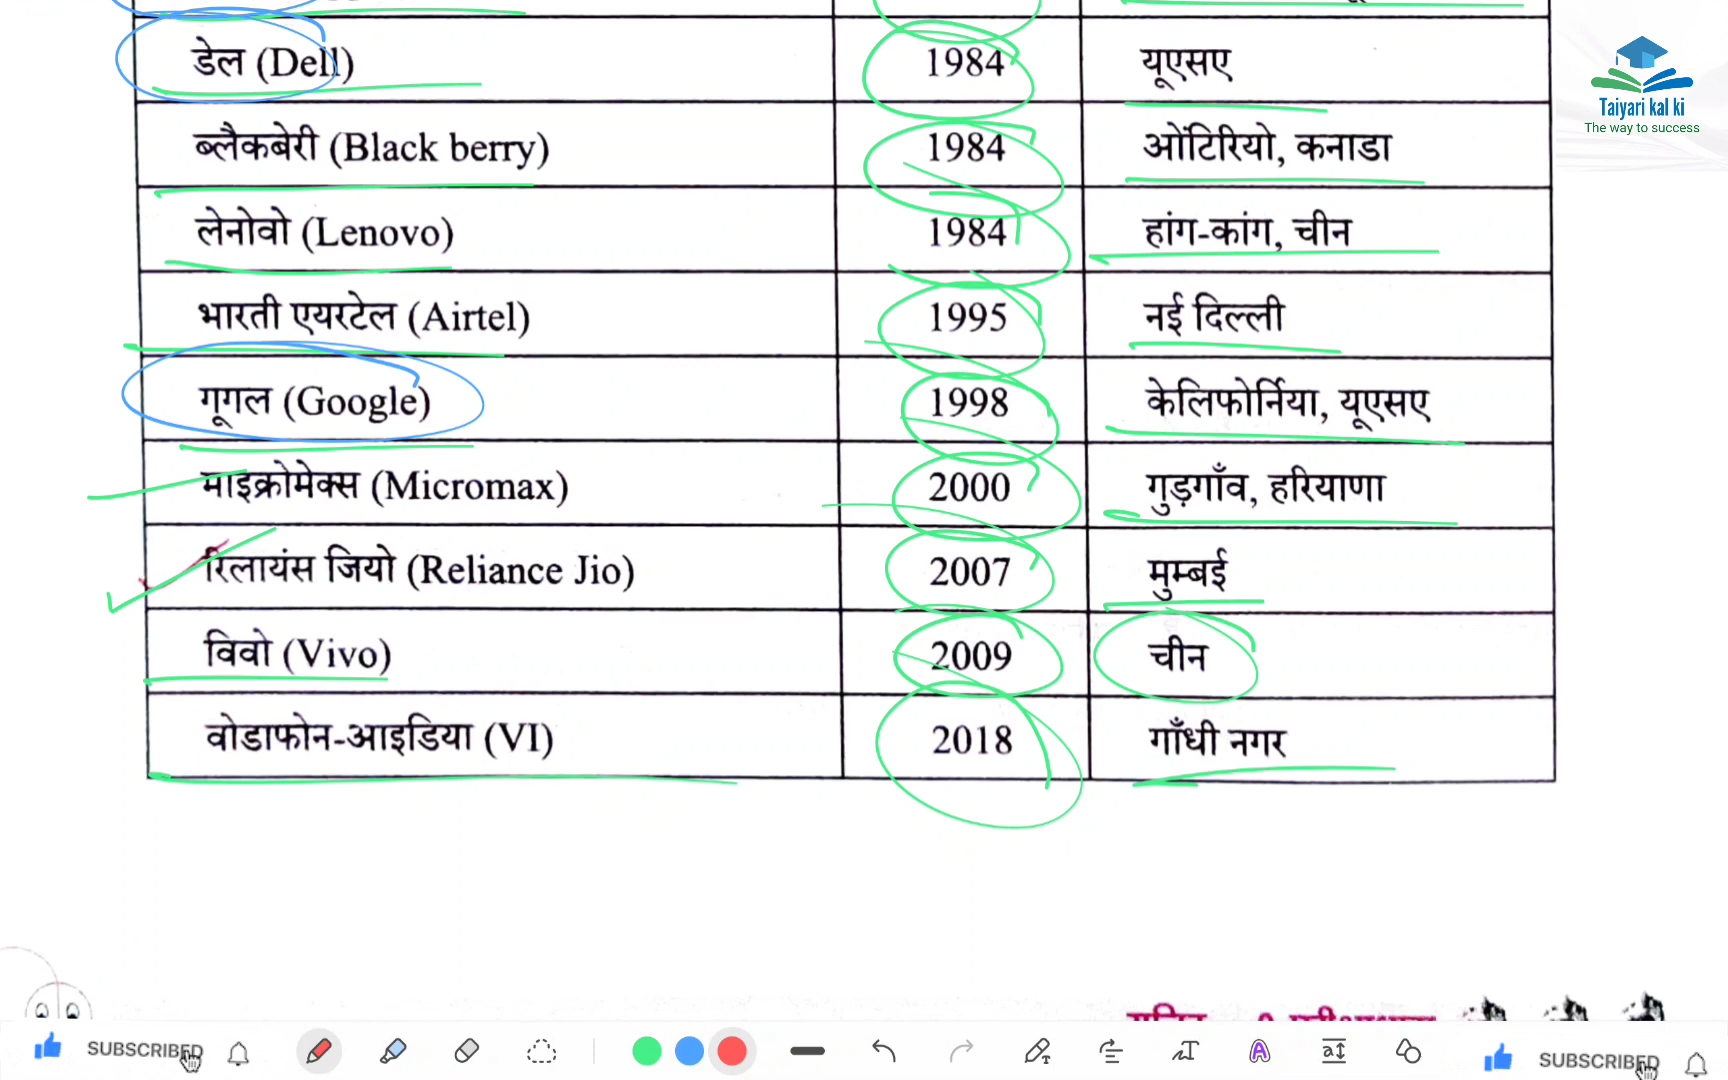 डेल (Dell) 1984 यूएसए
Taiyari kal ki
The way to success
ब्लैकबेरी (Black berry) 1984 ओंटिरियो, कनाडा
लेनोवो (Lenovo) 1984 हांग-कांग, चीन
भारती एयरटेल (Airtel) 1995 नई दिल्ली
गूगल (Google) 1998 केलिफोर्निया, यूएसए
माइक्रोमेक्स (Micromax) 2000 गुड़गाँव, हरियाणा
रिलायंस जियो (Reliance Jio) 2007 मुम्बई
विवो (Vivo) 2009 चीन
वोडाफोन-आइडिया (VI) 2018 गाँधी नगर
SUBSCRIBED
SUBSCRIBED